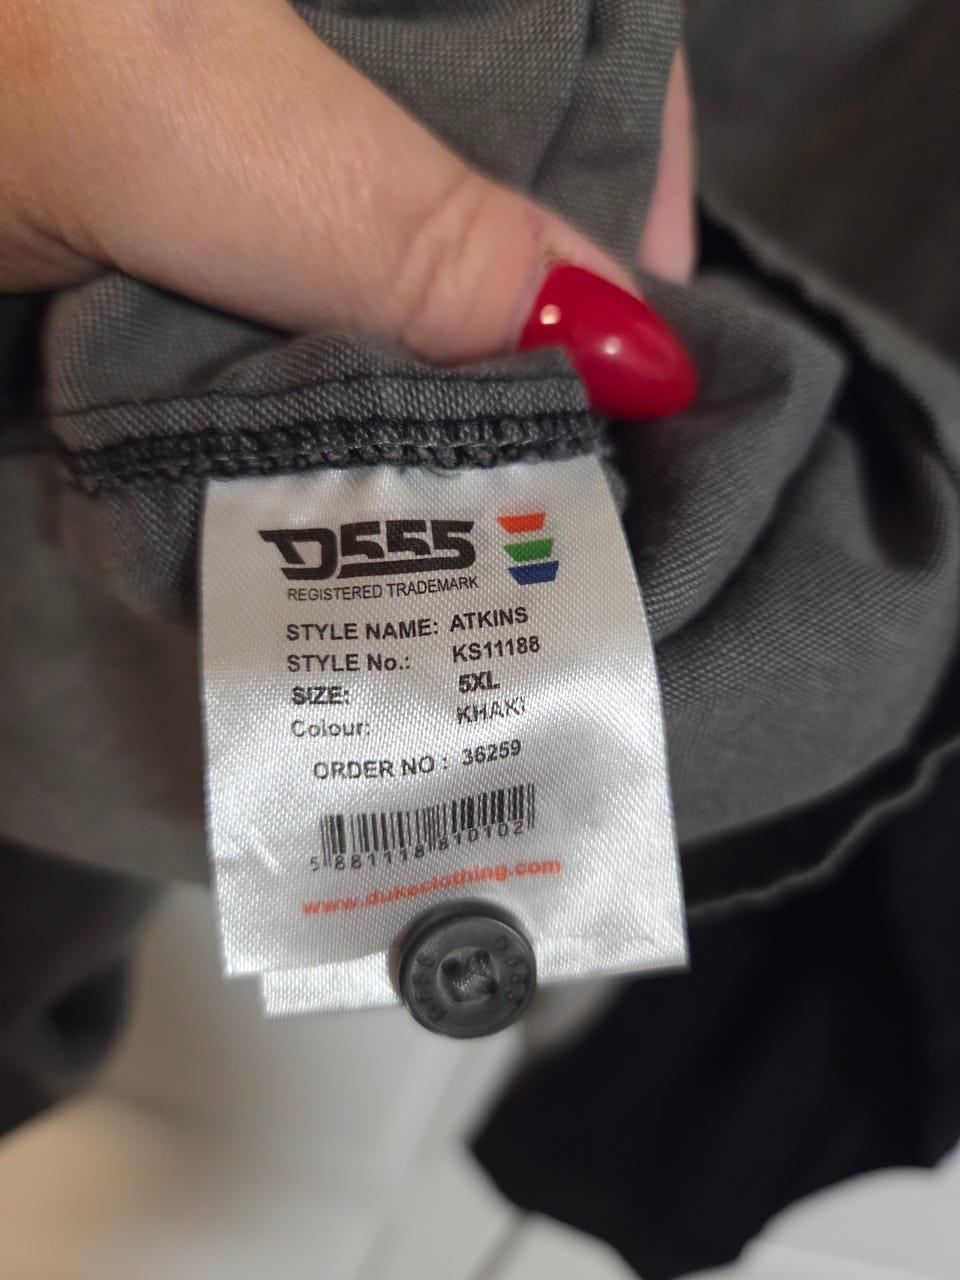 D555
REGISTERED TRADEMARK
STYLE NAME: ATKINS
STYLE No.: KS11188
SIZE: 5XL
Colour: KHAKI
ORDER NO : 36259
5 881118 810102
www.dukeclothing.com